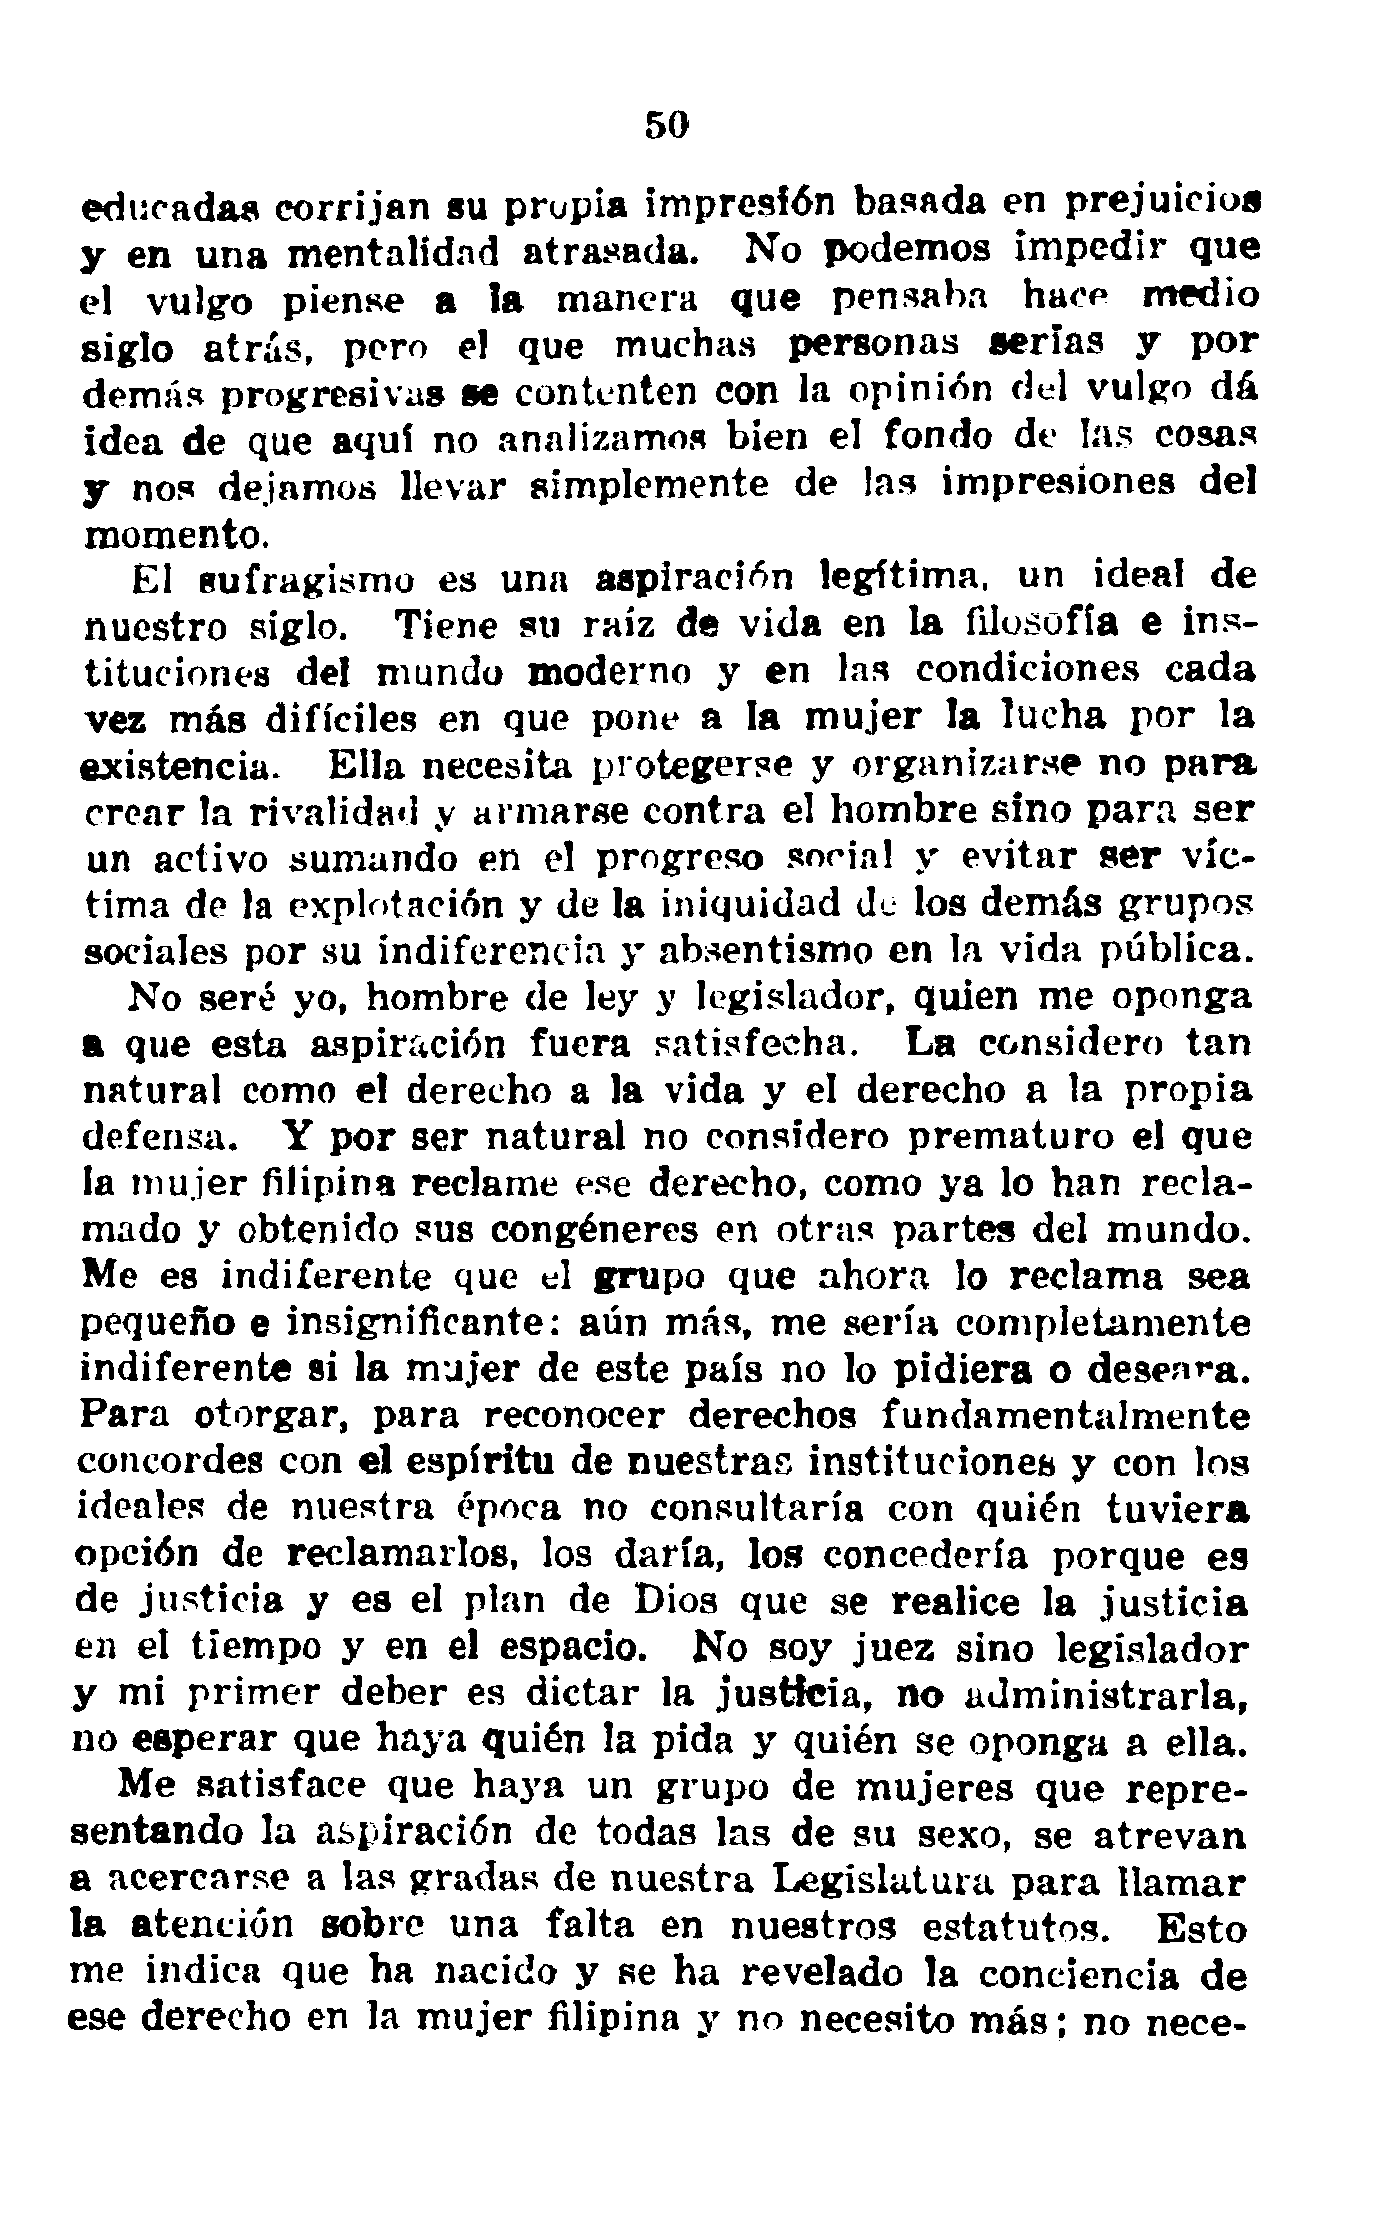 50
educadas corrijan su propia impresión basada en prejuicios
y en una mentalidad atrasada. No podemos impedir que
el vulgo piense a la manera que pensaba hace medio
siglo atrás, pero el que muchas personas serias y por
demás progresivas se contenten con la opinión del vulgo dá
idea de que aquí no analizamos bien el fondo de las cosas
y nos dejamos llevar simplemente de las impresiones del
momento.
El sufragismo es una aspiración legítima, un ideal de
nuestro siglo. Tiene su raíz de vida en la filosofía e ins-
tituciones del mundo moderno y en las condiciones cada
vez más difíciles en que pone a la mujer la lucha por la
existencia. Ella necesita protegerse y organizarse no para
crear la rivalidad y armarse contra el hombre sino para ser
un activo sumando en el progreso social y evitar ser víc-
tima de la explotación y de la iniquidad de los demás grupos
sociales por su indiferencia y absentismo en la vida pública.
No seré yo, hombre de ley y legislador, quien me oponga
a que esta aspiración fuera satisfecha. La considero tan
natural como el derecho a la vida y el derecho a la propia
defensa. Y por ser natural no considero prematuro el que
la mujer filipina reclame ese derecho, como ya lo han recla-
mado y obtenido sus congéneres en otras partes del mundo.
Me es indiferente que el grupo que ahora lo reclama sea
pequeño e insignificante: aún más, me sería completamente
indiferente si la mujer de este país no lo pidiera o deseara.
Para otorgar, para reconocer derechos fundamentalmente
concordes con el espíritu de nuestras instituciones y con los
ideales de nuestra época no consultaría con quién tuviera
opción de reclamarlos, los daría, los concedería porque es
de justicia y es el plan de Dios que se realice la justicia
en el tiempo y en el espacio. No soy juez sino legislador
y mi primer deber es dictar la justicia, no administrarla,
no esperar que haya quién la pida y quién se oponga a ella.
Me satisface que haya un grupo de mujeres que repre-
sentando la aspiración de todas las de su sexo, se atrevan
a acercarse a las gradas de nuestra Legislatura para llamar
la atención sobre una falta en nuestros estatutos. Esto
me indica que ha nacido y se ha revelado la conciencia de
ese derecho en la mujer filipina y no necesito más; no nece-